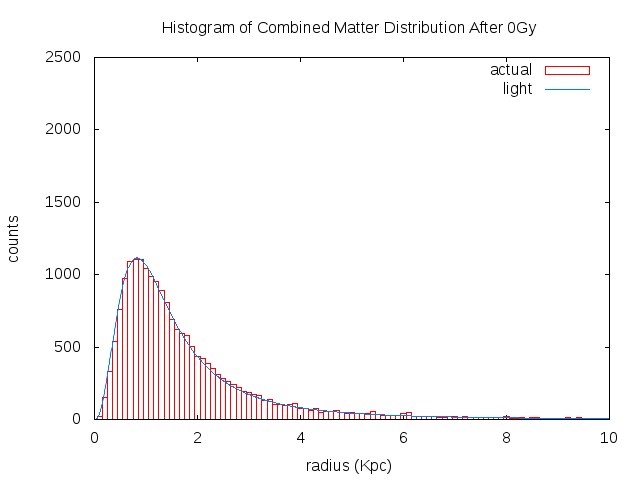 Histogram of Combined Matter Distribution After 0Gy
2500
2000
1500
1000
500
0
counts
actual
light
0 2 4 6 8 10
radius (Kpc)